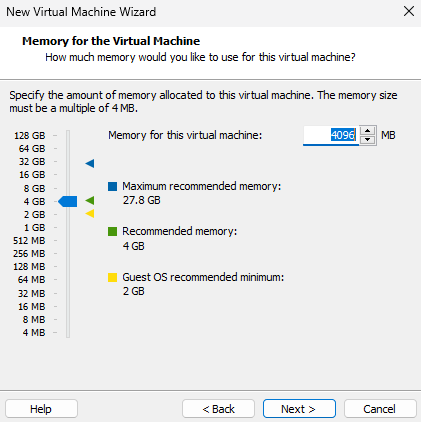 New Virtual Machine Wizard
Memory for the Virtual Machine
How much memory would you like to use for this virtual machine?
Specify the amount of memory allocated to this virtual machine. The memory size
must be a multiple of 4 MB.
128 GB
64 GB
32 GB
16 GB
8 GB
4 GB
2 GB
1 GB
512 MB
256 MB
128 MB
64 MB
32 MB
16 MB
8 MB
4 MB
Memory for this virtual machine: 4096 MB
Maximum recommended memory:
27.8 GB
Recommended memory:
4 GB
Guest OS recommended minimum:
2 GB
Help
< Back
Next >
Cancel